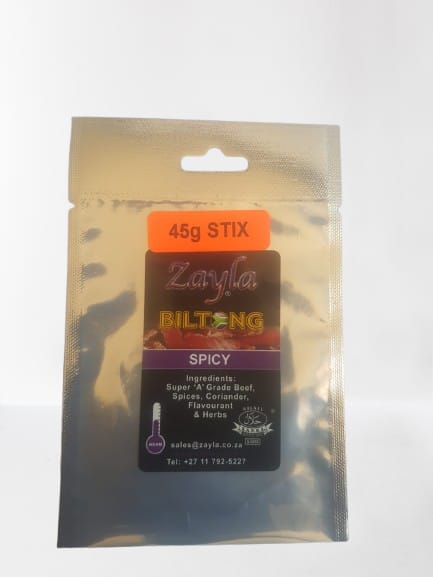 45g STIX
Zayla
BILTONG
SPICY
Ingredients:
Super 'A' Grade Beef,
Spices, Coriander,
Flavourant
& Herbs
sales@zayla.co.za
Tel: +27 11 792-5227